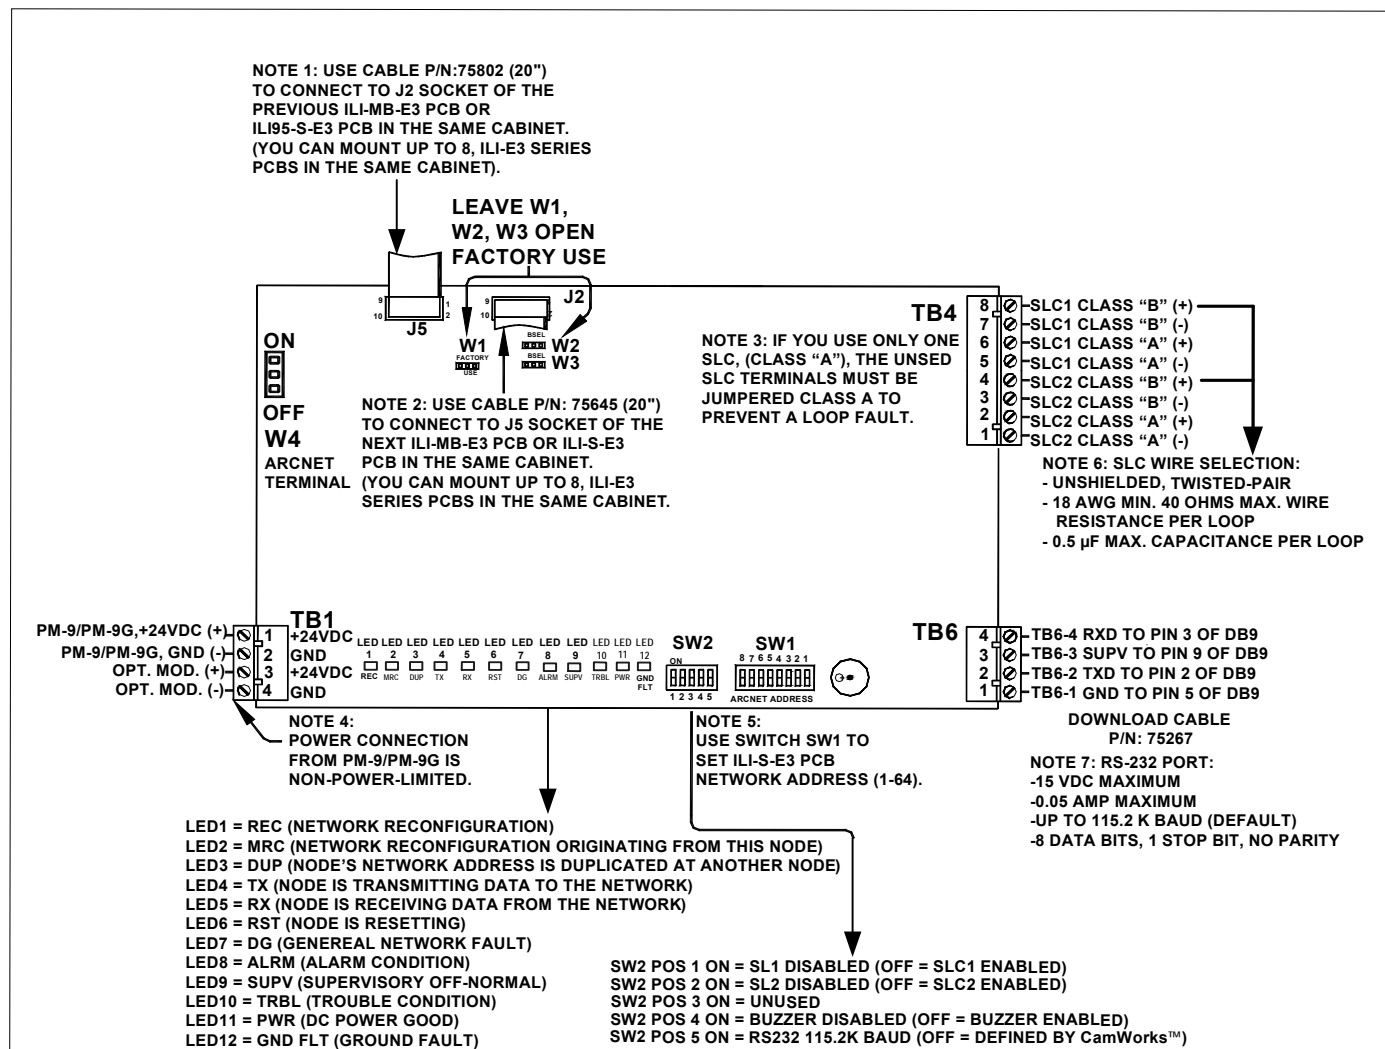 NOTE 1: USE CABLE P/N:75802 (20")
TO CONNECT TO J2 SOCKET OF THE
PREVIOUS ILI-MB-E3 PCB OR
ILI95-S-E3 PCB IN THE SAME CABINET.
(YOU CAN MOUNT UP TO 8, ILI-E3 SERIES
PCBS IN THE SAME CABINET).
LEAVE W1,
W2, W3 OPEN
FACTORY USE
9
10
1
2
J5
9
10
J2
W1
FACTORY
USE
BSEL
W2
BSEL
W3
ON
OFF
W4
ARCNET
TERMINAL
NOTE 2: USE CABLE P/N: 75645 (20")
TO CONNECT TO J5 SOCKET OF THE
NEXT ILI-MB-E3 PCB OR ILI-S-E3
PCB IN THE SAME CABINET.
(YOU CAN MOUNT UP TO 8, ILI-E3
SERIES PCBS IN THE SAME CABINET.
NOTE 3: IF YOU USE ONLY ONE
SLC, (CLASS “A”), THE UNSED
SLC TERMINALS MUST BE
JUMPERED CLASS A TO
PREVENT A LOOP FAULT.
TB4
8 SLC1 CLASS “B” (+)
7 SLC1 CLASS “B” (-)
6 SLC1 CLASS “A” (+)
5 SLC1 CLASS “A” (-)
4 SLC2 CLASS “B” (+)
3 SLC2 CLASS “B” (-)
2 SLC2 CLASS “A” (+)
1 SLC2 CLASS “A” (-)
NOTE 6: SLC WIRE SELECTION:
- UNSHIELDED, TWISTED-PAIR
- 18 AWG MIN. 40 OHMS MAX. WIRE
RESISTANCE PER LOOP
- 0.5 µF MAX. CAPACITANCE PER LOOP
TB1
PM-9/PM-9G,+24VDC (+) 1 +24VDC
PM-9/PM-9G, GND (-) 2 GND
OPT. MOD. (+) 3 +24VDC
OPT. MOD. (-) 4 GND
LED LED LED LED LED LED LED LED LED LED LED LED
1 2 3 4 5 6 7 8 9 10 11 12
REC MRC DUP TX RX RST DG ALRM SUPV TRBL PWR GND
FLT
SW2
ON
1 2 3 4 5
SW1
8 7 6 5 4 3 2 1
ARCNET ADDRESS
TB6
4 TB6-4 RXD TO PIN 3 OF DB9
3 TB6-3 SUPV TO PIN 9 OF DB9
2 TB6-2 TXD TO PIN 2 OF DB9
1 TB6-1 GND TO PIN 5 OF DB9
DOWNLOAD CABLE
P/N: 75267
NOTE 7: RS-232 PORT:
-15 VDC MAXIMUM
-0.05 AMP MAXIMUM
-UP TO 115.2 K BAUD (DEFAULT)
-8 DATA BITS, 1 STOP BIT, NO PARITY
NOTE 4:
POWER CONNECTION
FROM PM-9/PM-9G IS
NON-POWER-LIMITED.
NOTE 5:
USE SWITCH SW1 TO
SET ILI-S-E3 PCB
NETWORK ADDRESS (1-64).
LED1 = REC (NETWORK RECONFIGURATION)
LED2 = MRC (NETWORK RECONFIGURATION ORIGINATING FROM THIS NODE)
LED3 = DUP (NODE’S NETWORK ADDRESS IS DUPLICATED AT ANOTHER NODE)
LED4 = TX (NODE IS TRANSMITTING DATA TO THE NETWORK)
LED5 = RX (NODE IS RECEIVING DATA FROM THE NETWORK)
LED6 = RST (NODE IS RESETTING)
LED7 = DG (GENEREAL NETWORK FAULT)
LED8 = ALRM (ALARM CONDITION)
LED9 = SUPV (SUPERVISORY OFF-NORMAL)
LED10 = TRBL (TROUBLE CONDITION)
LED11 = PWR (DC POWER GOOD)
LED12 = GND FLT (GROUND FAULT)
SW2 POS 1 ON = SL1 DISABLED (OFF = SLC1 ENABLED)
SW2 POS 2 ON = SL2 DISABLED (OFF = SLC2 ENABLED)
SW2 POS 3 ON = UNUSED
SW2 POS 4 ON = BUZZER DISABLED (OFF = BUZZER ENABLED)
SW2 POS 5 ON = RS232 115.2K BAUD (OFF = DEFINED BY CamWorks™)